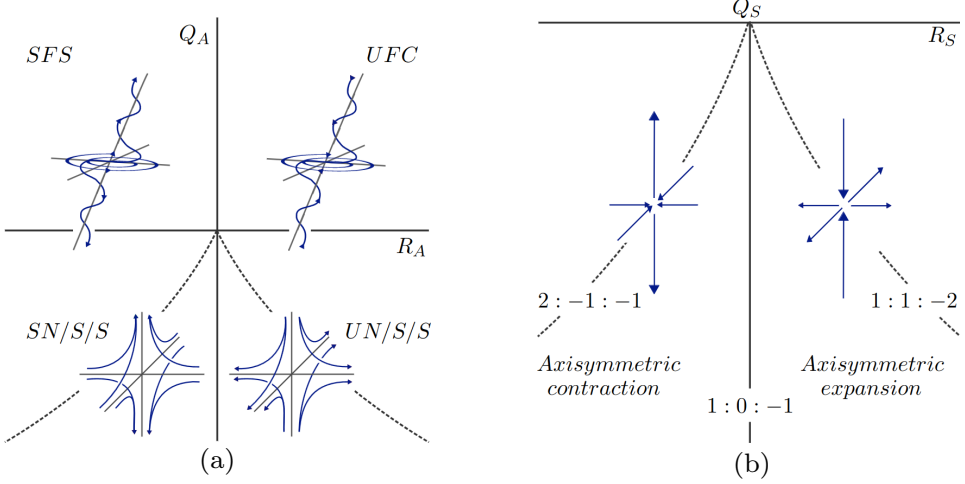 Q_A
SFS
UFC
R_A
SN/S/S
UN/S/S
(a)
Q_S
R_S
2 : −1 : −1
1 : 1 : −2
Axisymmetric
contraction
Axisymmetric
expansion
1 : 0 : −1
(b)